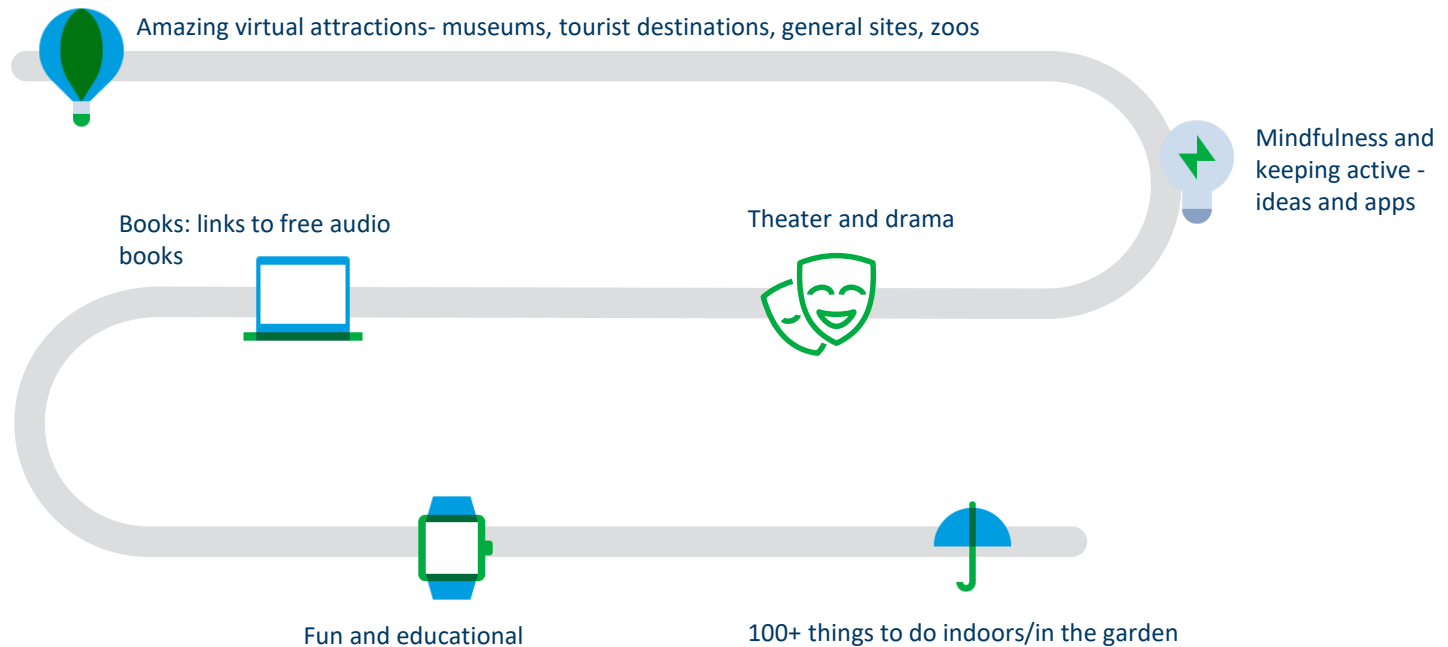 Amazing virtual attractions- museums, tourist destinations, general sites, zoos
Mindfulness and
keeping active -
ideas and apps
Theater and drama
Books: links to free audio
books
Fun and educational
100+ things to do indoors/in the garden